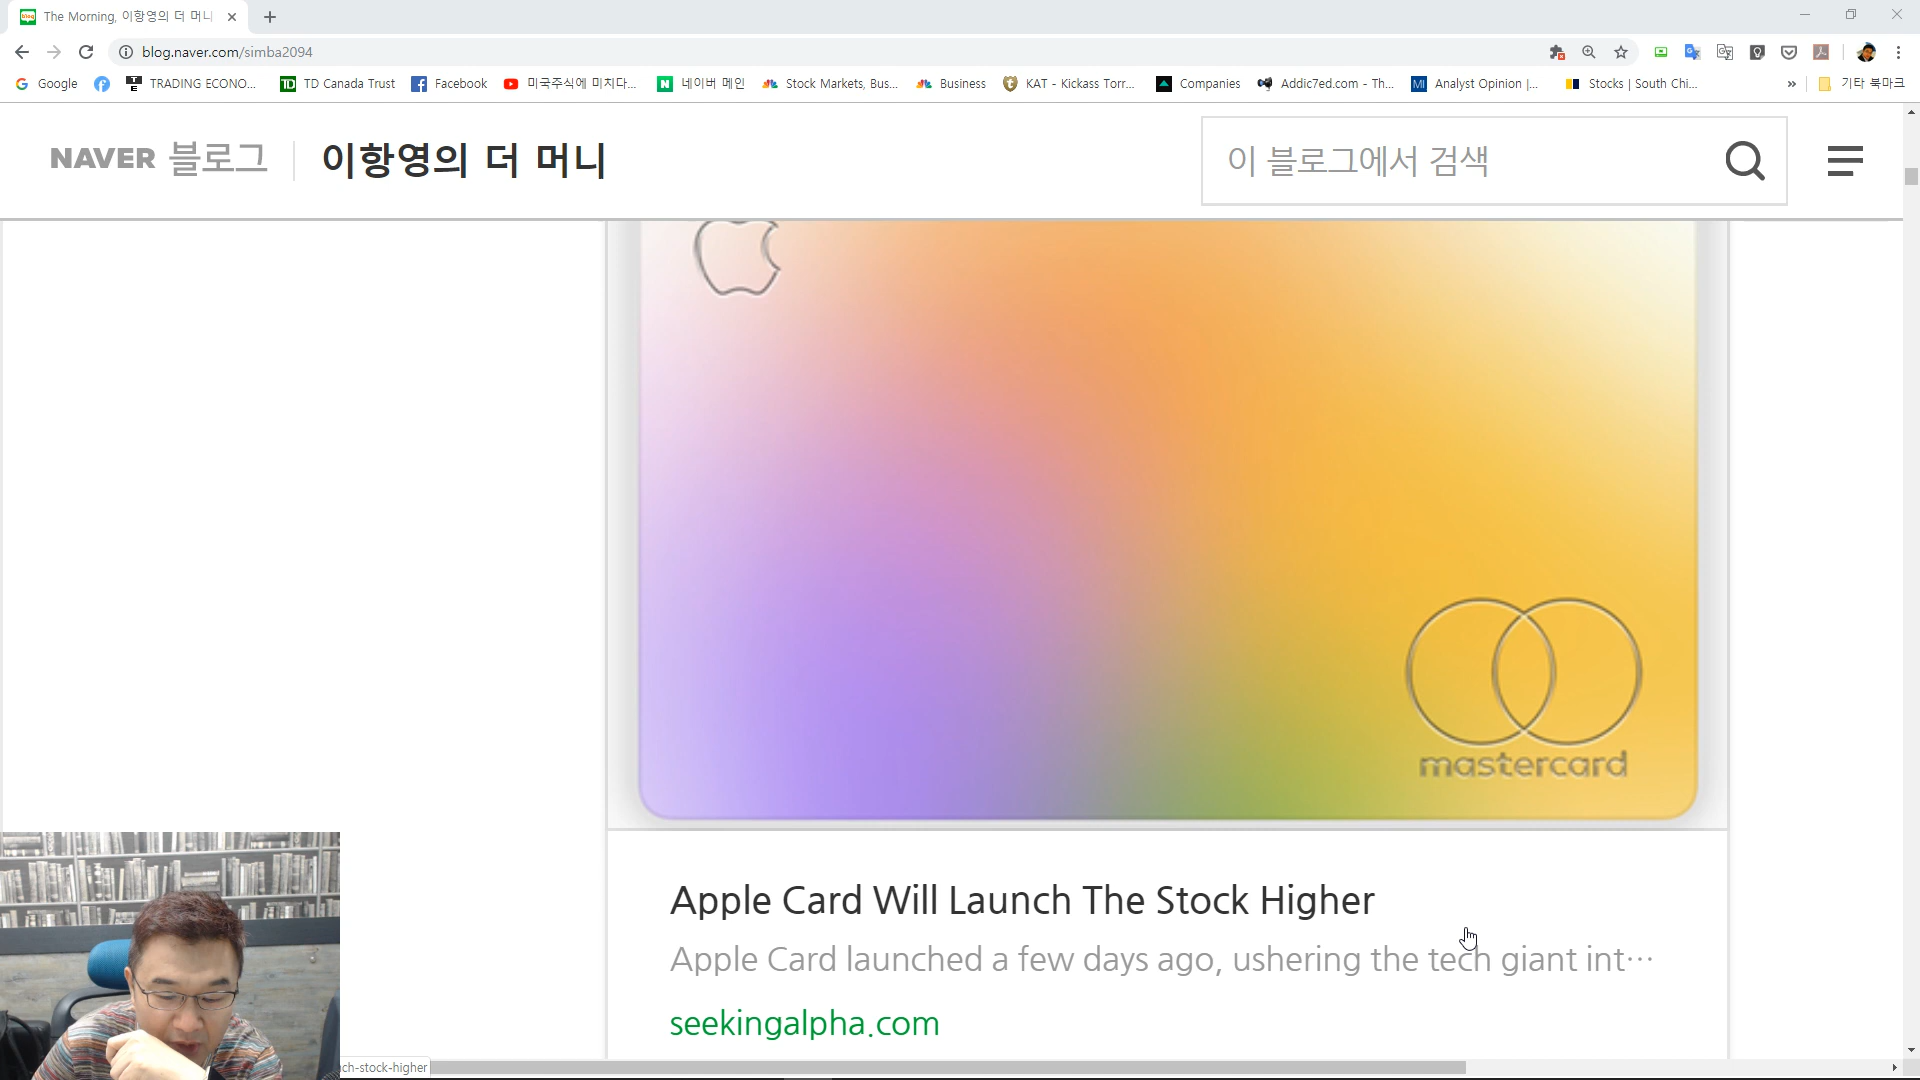 The Morning, 이항영의 더 머니
blog.naver.com/simba2094
Google
TRADING ECONO...
TD Canada Trust
Facebook
미국주식에 미치다...
네이버 메인
Stock Markets, Bus...
Business
KAT - Kickass Torr...
Companies
Addic7ed.com - Th...
Analyst Opinion |...
Stocks | South Chi...
»
기타 북마크
NAVER 블로그
이항영의 더 머니
이 블로그에서 검색
mastercard
Apple Card Will Launch The Stock Higher
Apple Card launched a few days ago, ushering the tech giant int…
seekingalpha.com
ch-stock-higher